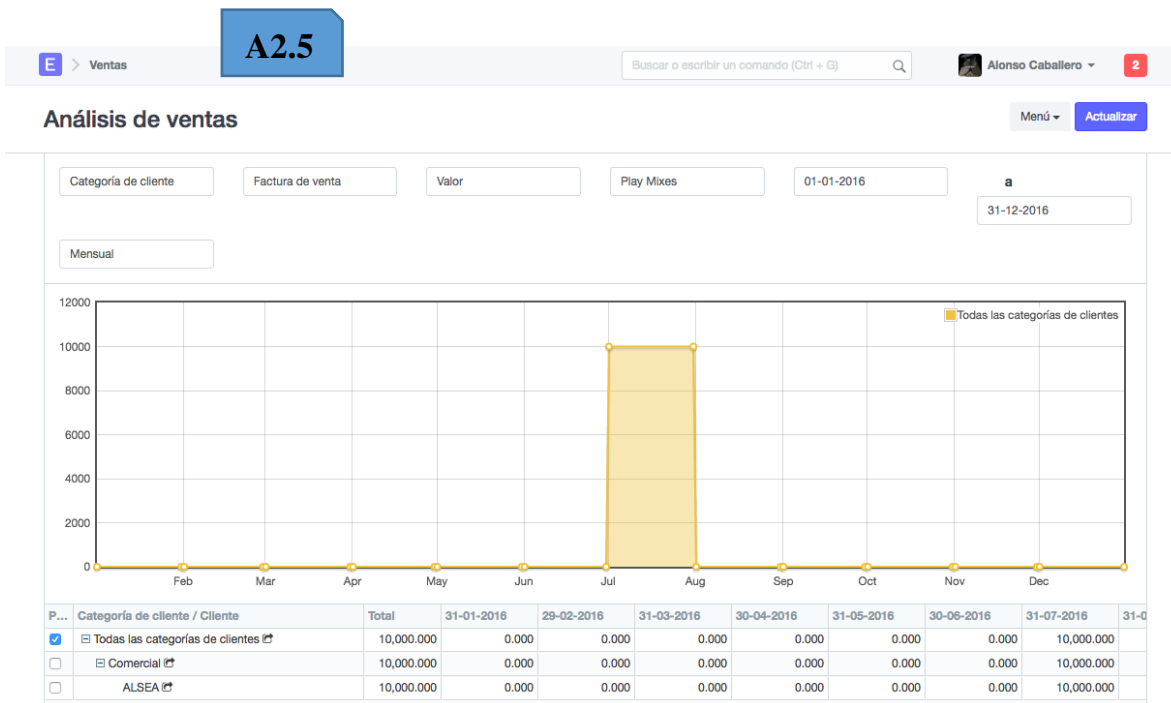 A2.5
E > Ventas
Buscar o escribir un comando (Ctrl + G)
Alonso Caballero
2
Análisis de ventas
Menú
Actualizar
Categoría de cliente
Factura de venta
Valor
Play Mixes
01-01-2016
a
31-12-2016
Mensual
12000
10000
8000
6000
4000
2000
0
Todas las categorías de clientes
Feb Mar Apr May Jun Jul Aug Sep Oct Nov Dec
P... Categoría de cliente / Cliente Total 31-01-2016 29-02-2016 31-03-2016 30-04-2016 31-05-2016 30-06-2016 31-07-2016 31-0
Todas las categorías de clientes 10,000.000 0.000 0.000 0.000 0.000 0.000 0.000 10,000.000
Comercial 10,000.000 0.000 0.000 0.000 0.000 0.000 0.000 10,000.000
ALSEA 10,000.000 0.000 0.000 0.000 0.000 0.000 0.000 10,000.000